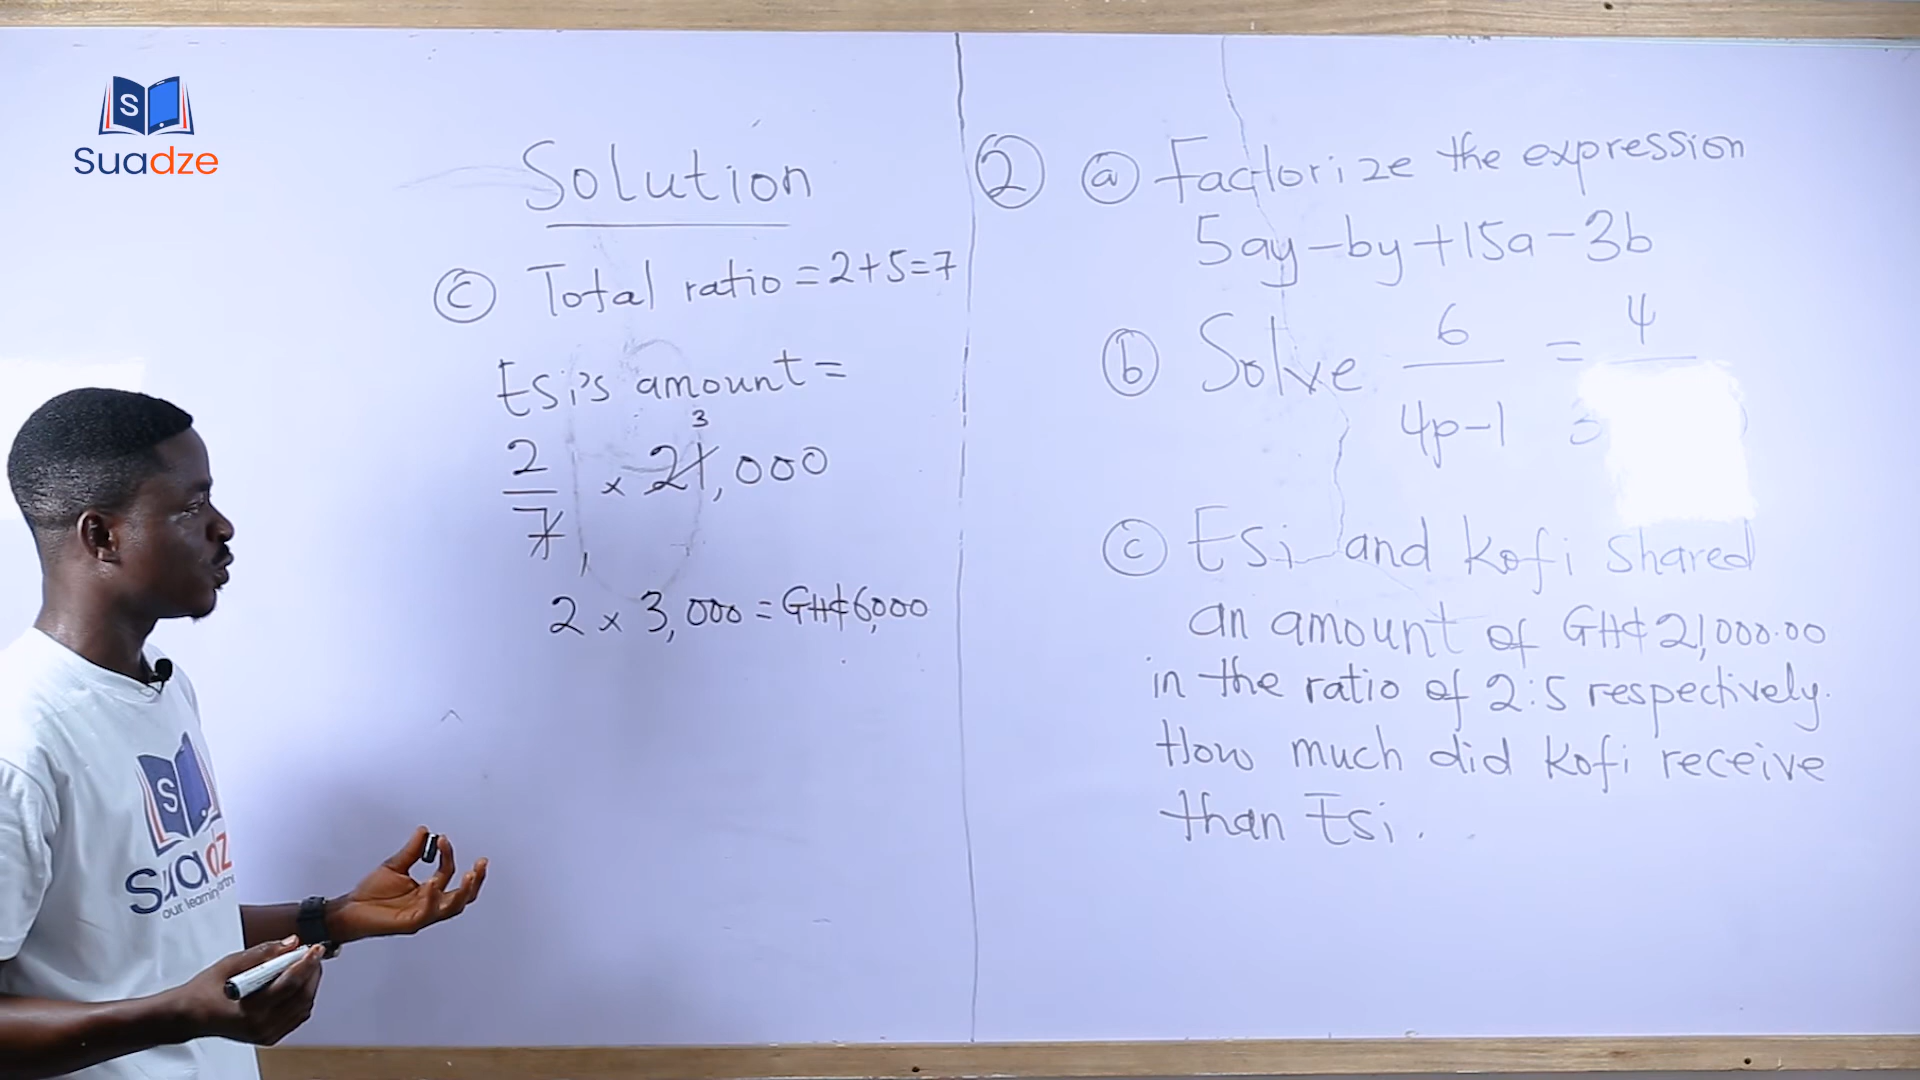 S
Suadze
Solution
ⓒ Total ratio = 2+5=7
Esi's amount =
3
2
— × 21,000
7
2 × 3,000 = GH¢6,000
② ⓐ Factorize the expression
5ay - by + 15a - 3b
ⓑ Solve 6/4p-1 = 4/
ⓒ Esi and Kofi shared
an amount of GH¢21,000.00
in the ratio of 2:5 respectively.
How much did Kofi receive
than Esi.
S
Suadz
our learning